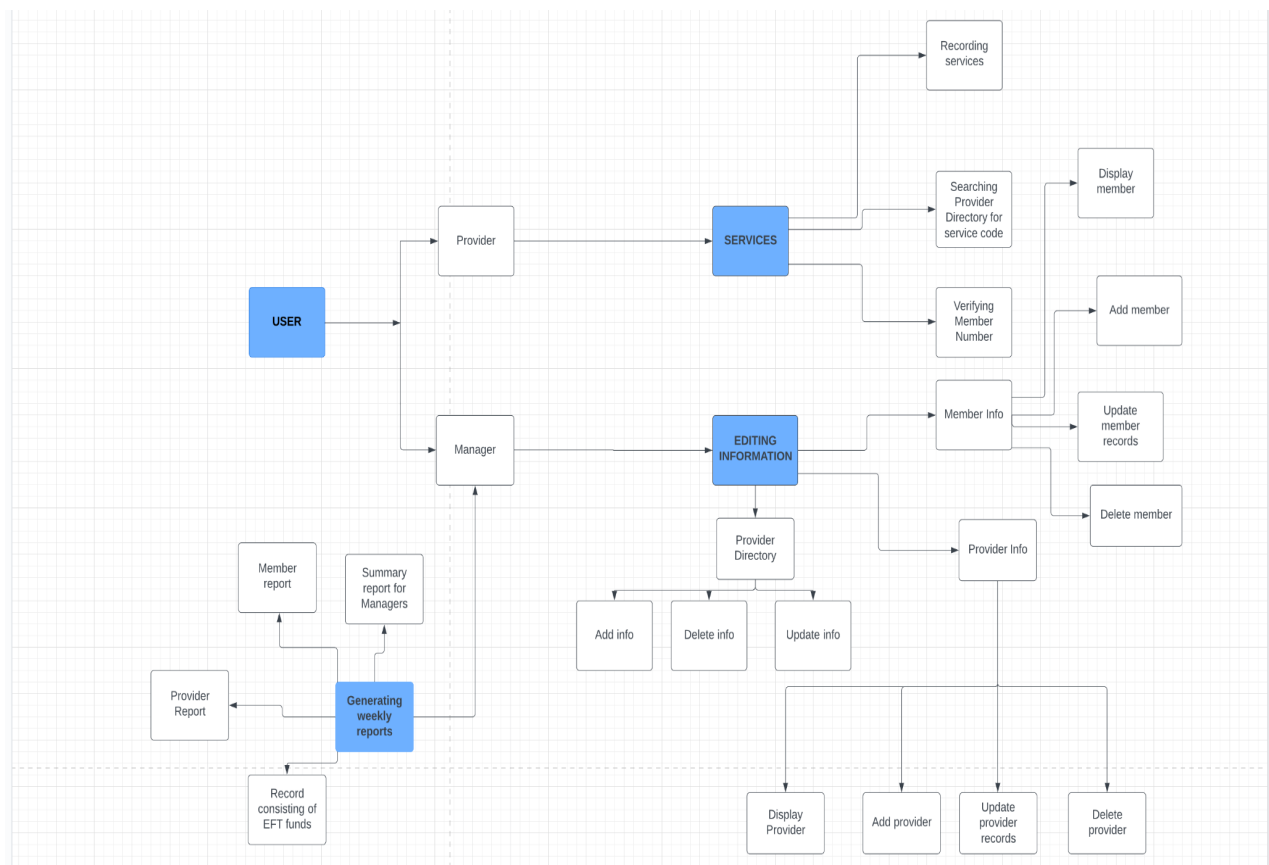 Recording
services
Display
member
Searching
Provider
Directory for
service code
Provider
SERVICES
USER
Verifying
Member
Number
Add member
Member Info
Update
member
records
Manager
EDITING
INFORMATION
Delete member
Provider
Directory
Provider Info
Member
report
Summary
report for
Managers
Add info
Delete info
Update info
Provider
Report
Generating
weekly
reports
Record
consisting of
EFT funds
Display
Provider
Add provider
Update
provider
records
Delete
provider